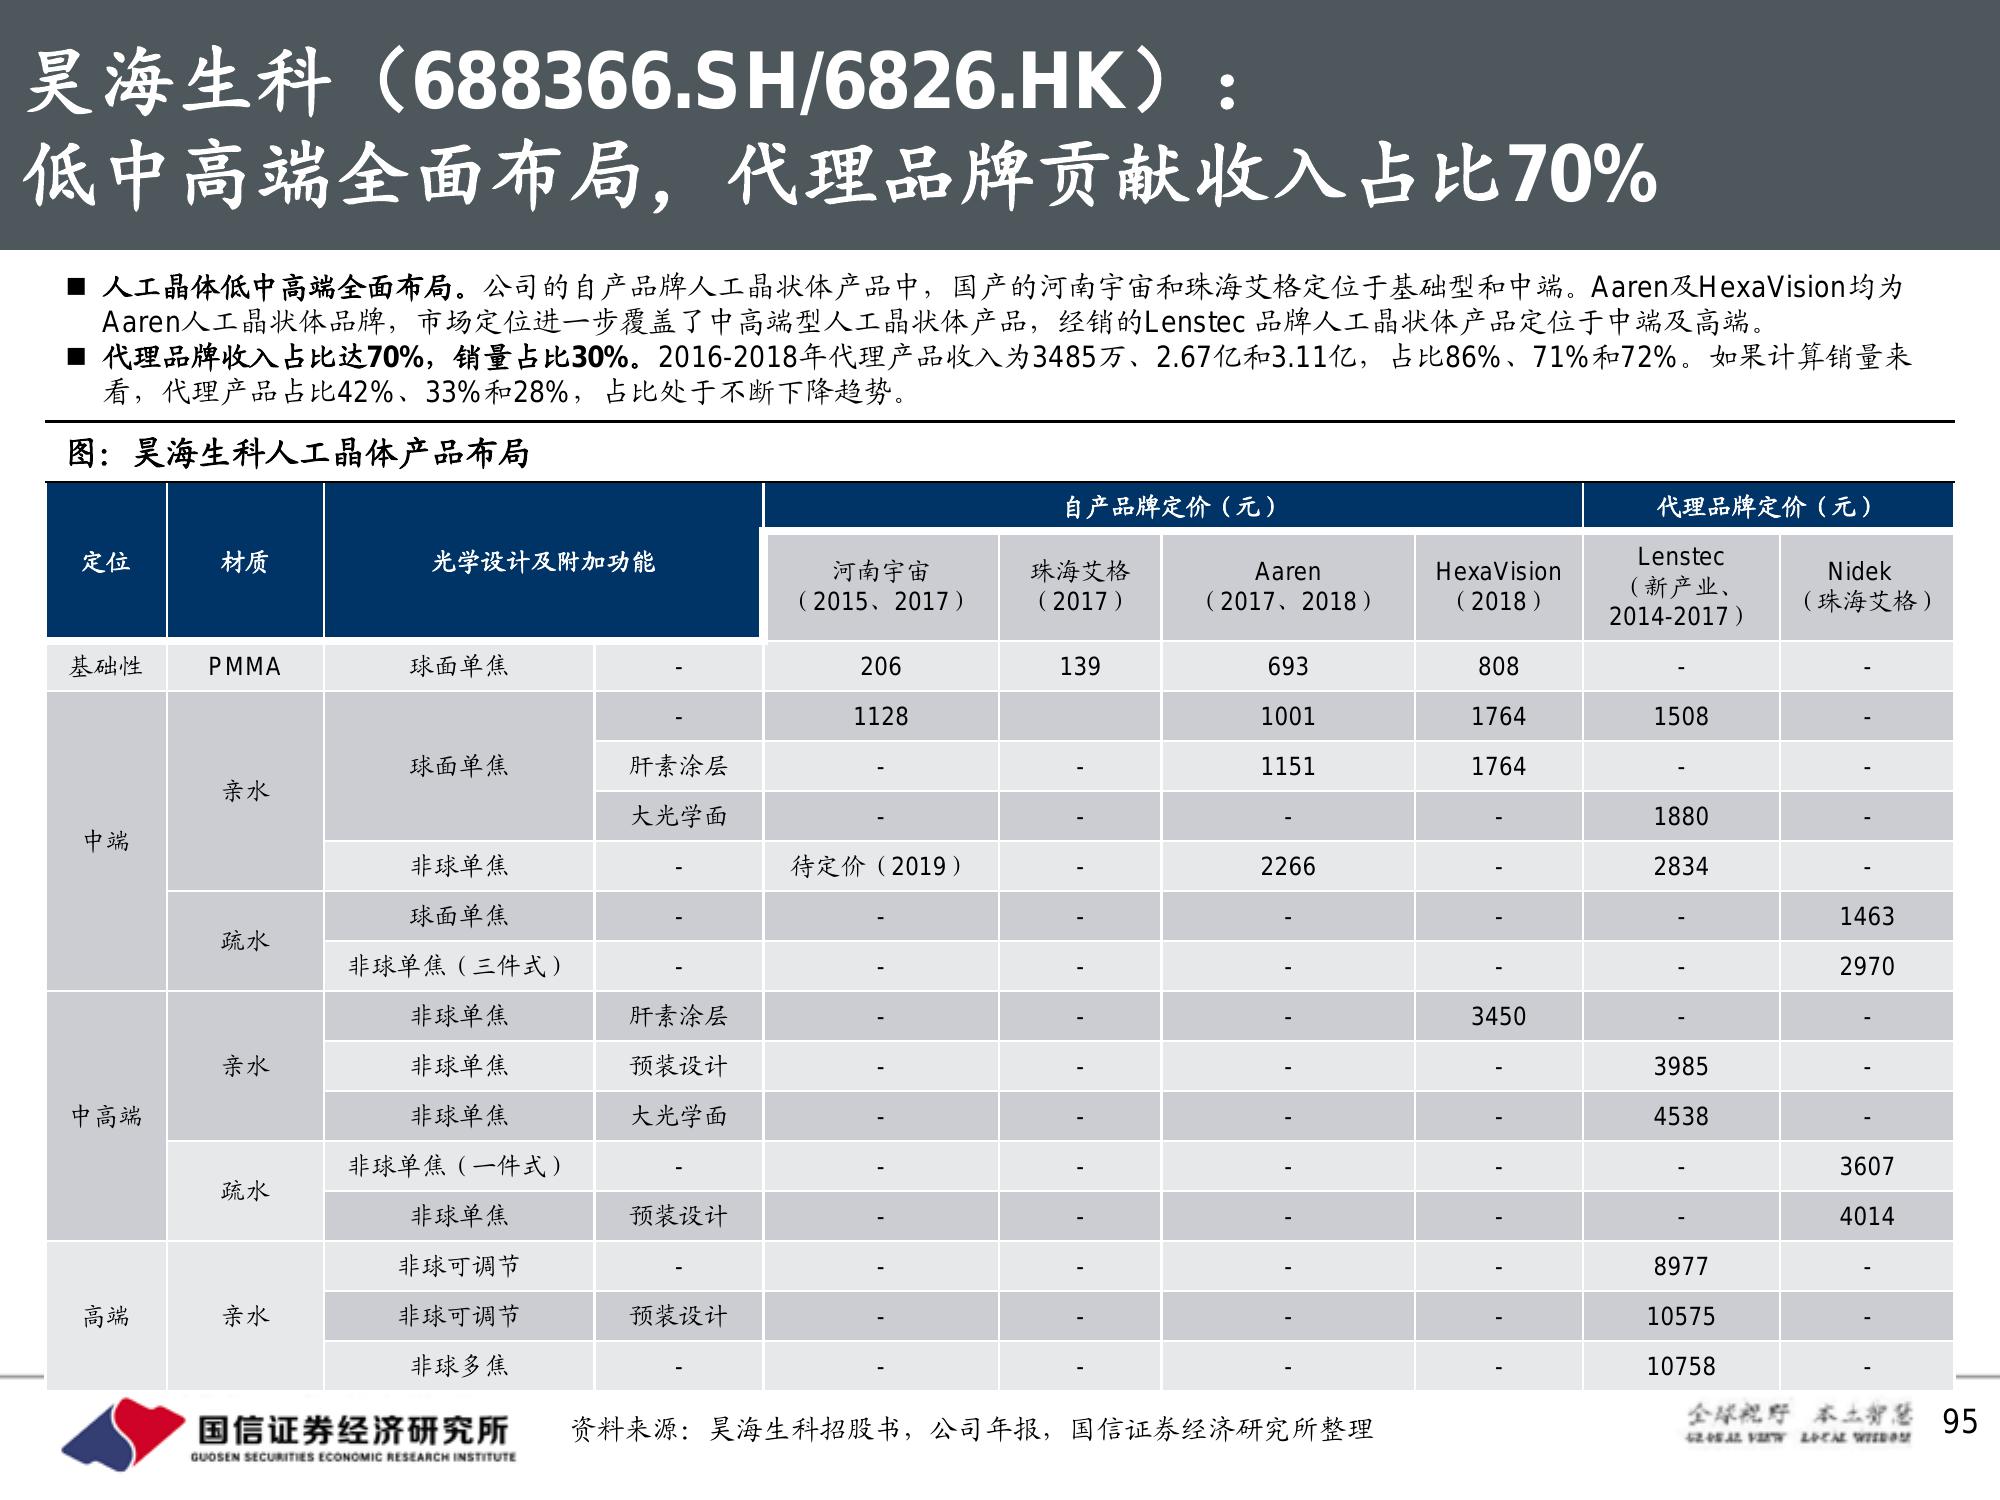 昊海生科（688366.SH/6826.HK）：
低中高端全面布局，代理品牌贡献收入占比70%
■ 人工晶体低中高端全面布局。公司的自产品牌人工晶状体产品中，国产的河南宇宙和珠海艾格定位于基础型和中端。Aaren及HexaVision均为
Aaren人工晶状体品牌，市场定位进一步覆盖了中高端型人工晶状体产品，经销的Lenstec 品牌人工晶状体产品定位于中端及高端。
■ 代理品牌收入占比达70%，销量占比30%。2016-2018年代理产品收入为3485万、2.67亿和3.11亿，占比86%、71%和72%。如果计算销量来
看，代理产品占比42%、33%和28%，占比处于不断下降趋势。
图：昊海生科人工晶体产品布局
定位 材质 光学设计及附加功能 自产品牌定价（元） 代理品牌定价（元）
河南宇宙（2015、2017） 珠海艾格（2017） Aaren（2017、2018） HexaVision（2018） Lenstec（新产业、2014-2017） Nidek（珠海艾格）
基础性 PMMA 球面单焦 - 206 139 693 808 - -
中端 亲水 球面单焦 - 1128 1001 1764 1508 -
肝素涂层 - - 1151 1764 - -
大光学面 - - - - 1880 -
非球单焦 - 待定价（2019） - 2266 - 2834 -
疏水 球面单焦 - - - - - - 1463
非球单焦（三件式） - - - - - - 2970
中高端 亲水 非球单焦 肝素涂层 - - - 3450 - -
非球单焦 预装设计 - - - - 3985 -
非球单焦 大光学面 - - - - 4538 -
疏水 非球单焦（一件式） - - - - - - 3607
非球单焦 预装设计 - - - - - 4014
高端 亲水 非球可调节 - - - - - 8977 -
非球可调节 预装设计 - - - - 10575 -
非球多焦 - - - - - 10758 -
国信证券经济研究所
GUOSEN SECURITIES ECONOMIC RESEARCH INSTITUTE
资料来源：昊海生科招股书，公司年报，国信证券经济研究所整理
全球视野 本土智慧
GLOBAL VIEW LOCAL WISDOM
95